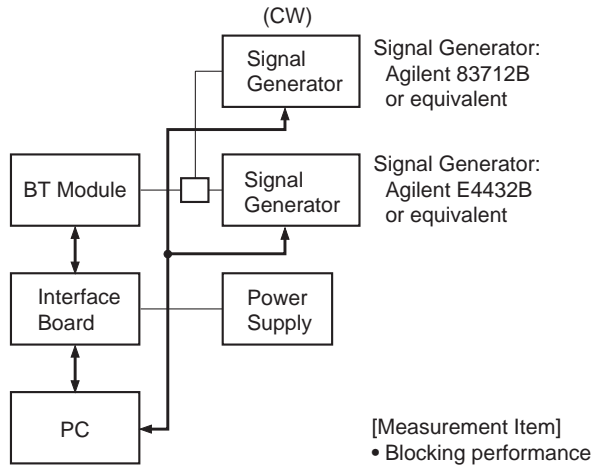 (CW)
Signal
Generator
Signal Generator:
Agilent 83712B
or equivalent
BT Module
Signal
Generator
Signal Generator:
Agilent E4432B
or equivalent
Interface
Board
Power
Supply
PC
[Measurement Item]
• Blocking performance